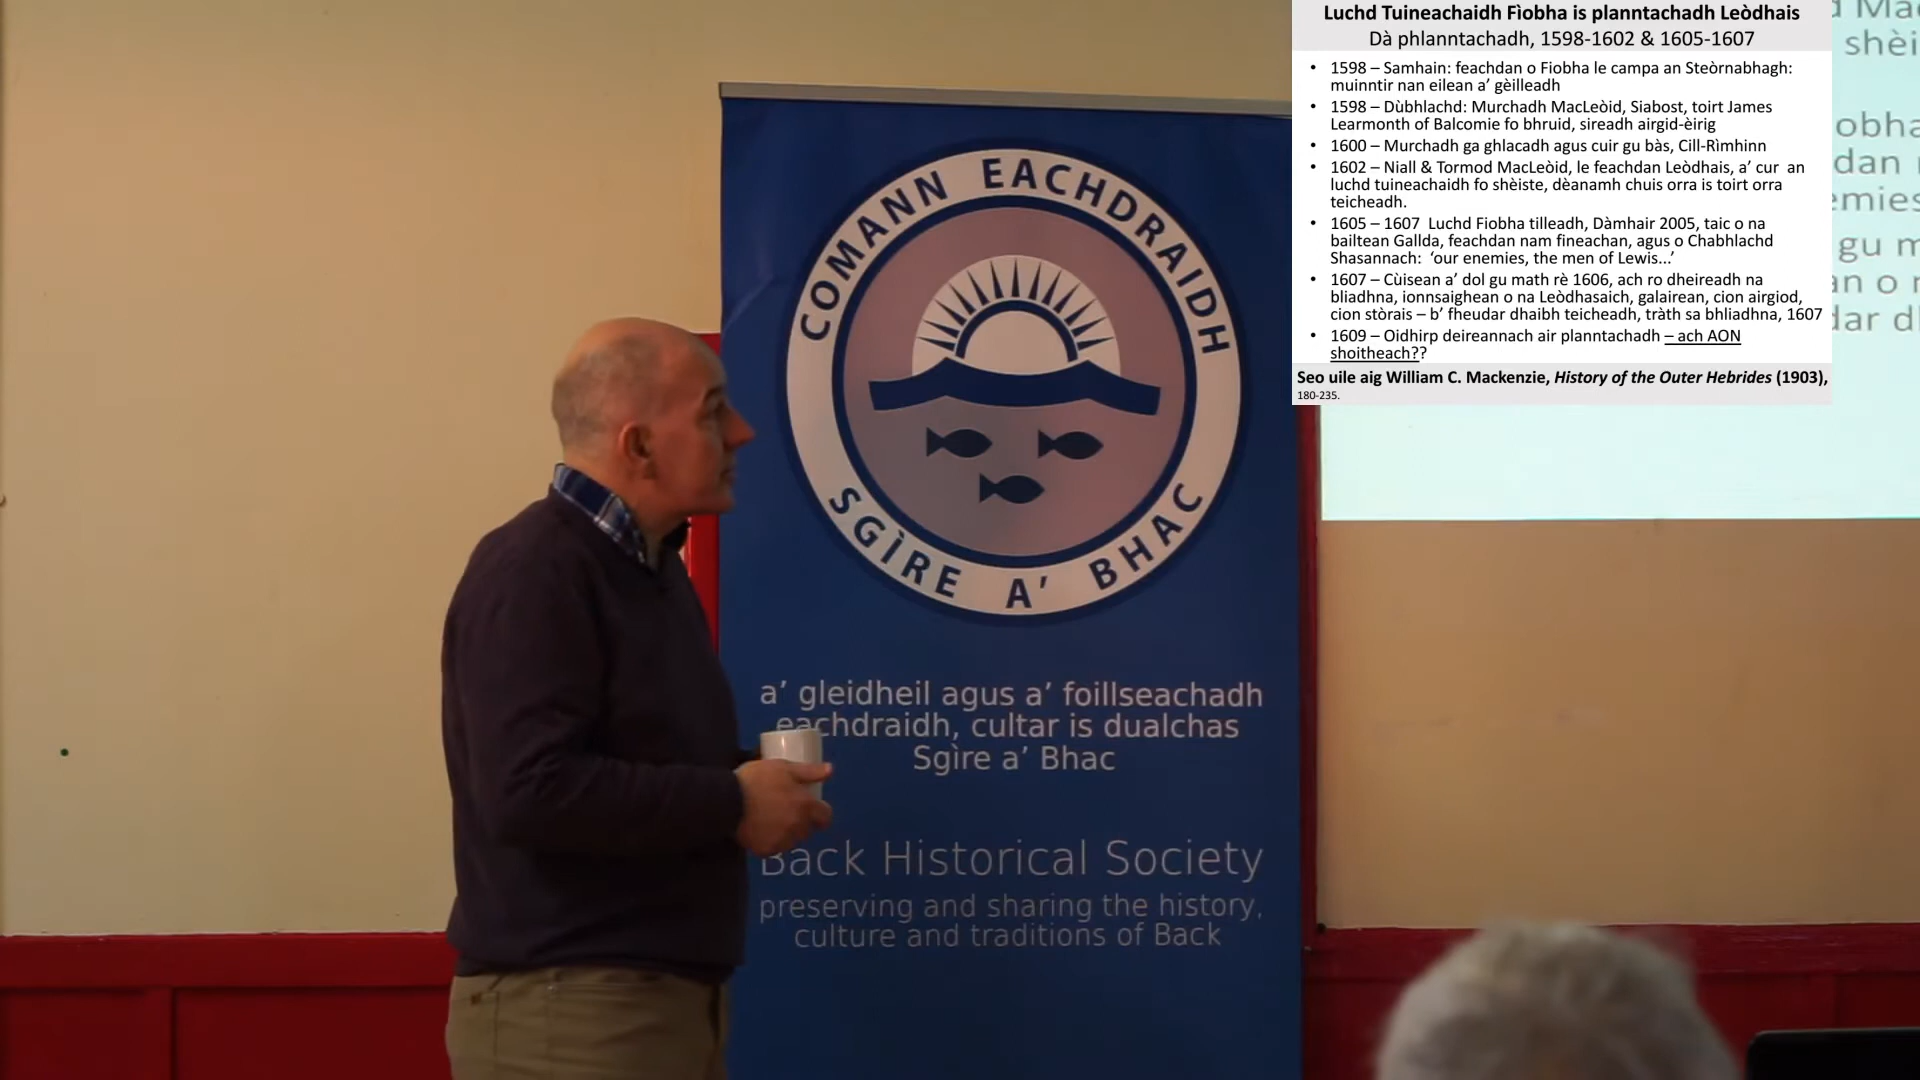 Luchd Tuineachaidh Fìobha is planntachadh Leòdhais
Dà phlanntachadh, 1598-1602 & 1605-1607
• 1598 – Samhain: feachdan o Fiobha le campa an Steòrnabhagh:
muinntir nan eilean a’ gèilleadh
• 1598 – Dùbhlachd: Murchadh MacLeòid, Siabost, toirt James
Learmonth of Balcomie fo bhruid, sireadh airgid-èirig
• 1600 – Murchadh ga ghlacadh agus cuir gu bàs, Cill-Rìmhinn
• 1602 – Niall & Tormod MacLeòid, le feachdan Leòdhais, a’ cur an
luchd tuineachaidh fo shèiste, dèanamh chuis orra is toirt orra
teicheadh.
• 1605 – 1607 Luchd Fiobha tilleadh, Dàmhair 2005, taic o na
bailtean Gallda, feachdan nam fineachan, agus o Chabhlachd
Shasannach: ‘our enemies, the men of Lewis...’
• 1607 – Cùisean a’ dol gu math rè 1606, ach ro dheireadh na
bliadhna, ionnsaighean o na Leòdhasaich, galairean, cion airgiod,
cion stòrais – b’ fheudar dhaibh teicheadh, tràth sa bhliadhna, 1607
• 1609 – Oidhirp deireannach air planntachadh – ach AON
shoitheach??
Seo uile aig William C. Mackenzie, History of the Outer Hebrides (1903),
180-235.
COMANN EACHDRAIDH
SGÌRE A’ BHAC
a’ gleidheil agus a’ foillseachadh
eachdraidh, cultar is dualchas
Sgìre a’ Bhac
Back Historical Society
preserving and sharing the history,
culture and traditions of Back